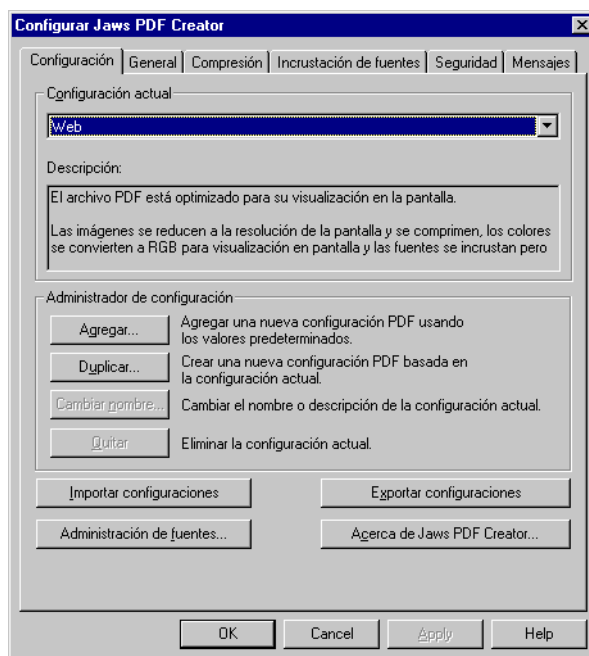 Configurar Jaws PDF Creator
Configuración General Compresión Incrustación de fuentes Seguridad Mensajes
Configuración actual
Web
Descripción:
El archivo PDF está optimizado para su visualización en la pantalla.
Las imágenes se reducen a la resolución de la pantalla y se comprimen, los colores
se convierten a RGB para visualización en pantalla y las fuentes se incrustan pero
Administrador de configuración
Agregar...
Agregar una nueva configuración PDF usando
los valores predeterminados.
Duplicar...
Crear una nueva configuración PDF basada en
la configuración actual.
Cambiar nombre...
Cambiar el nombre o descripción de la configuración actual.
Quitar
Eliminar la configuración actual.
Importar configuraciones
Exportar configuraciones
Administración de fuentes...
Acerca de Jaws PDF Creator...
OK Cancel Apply Help